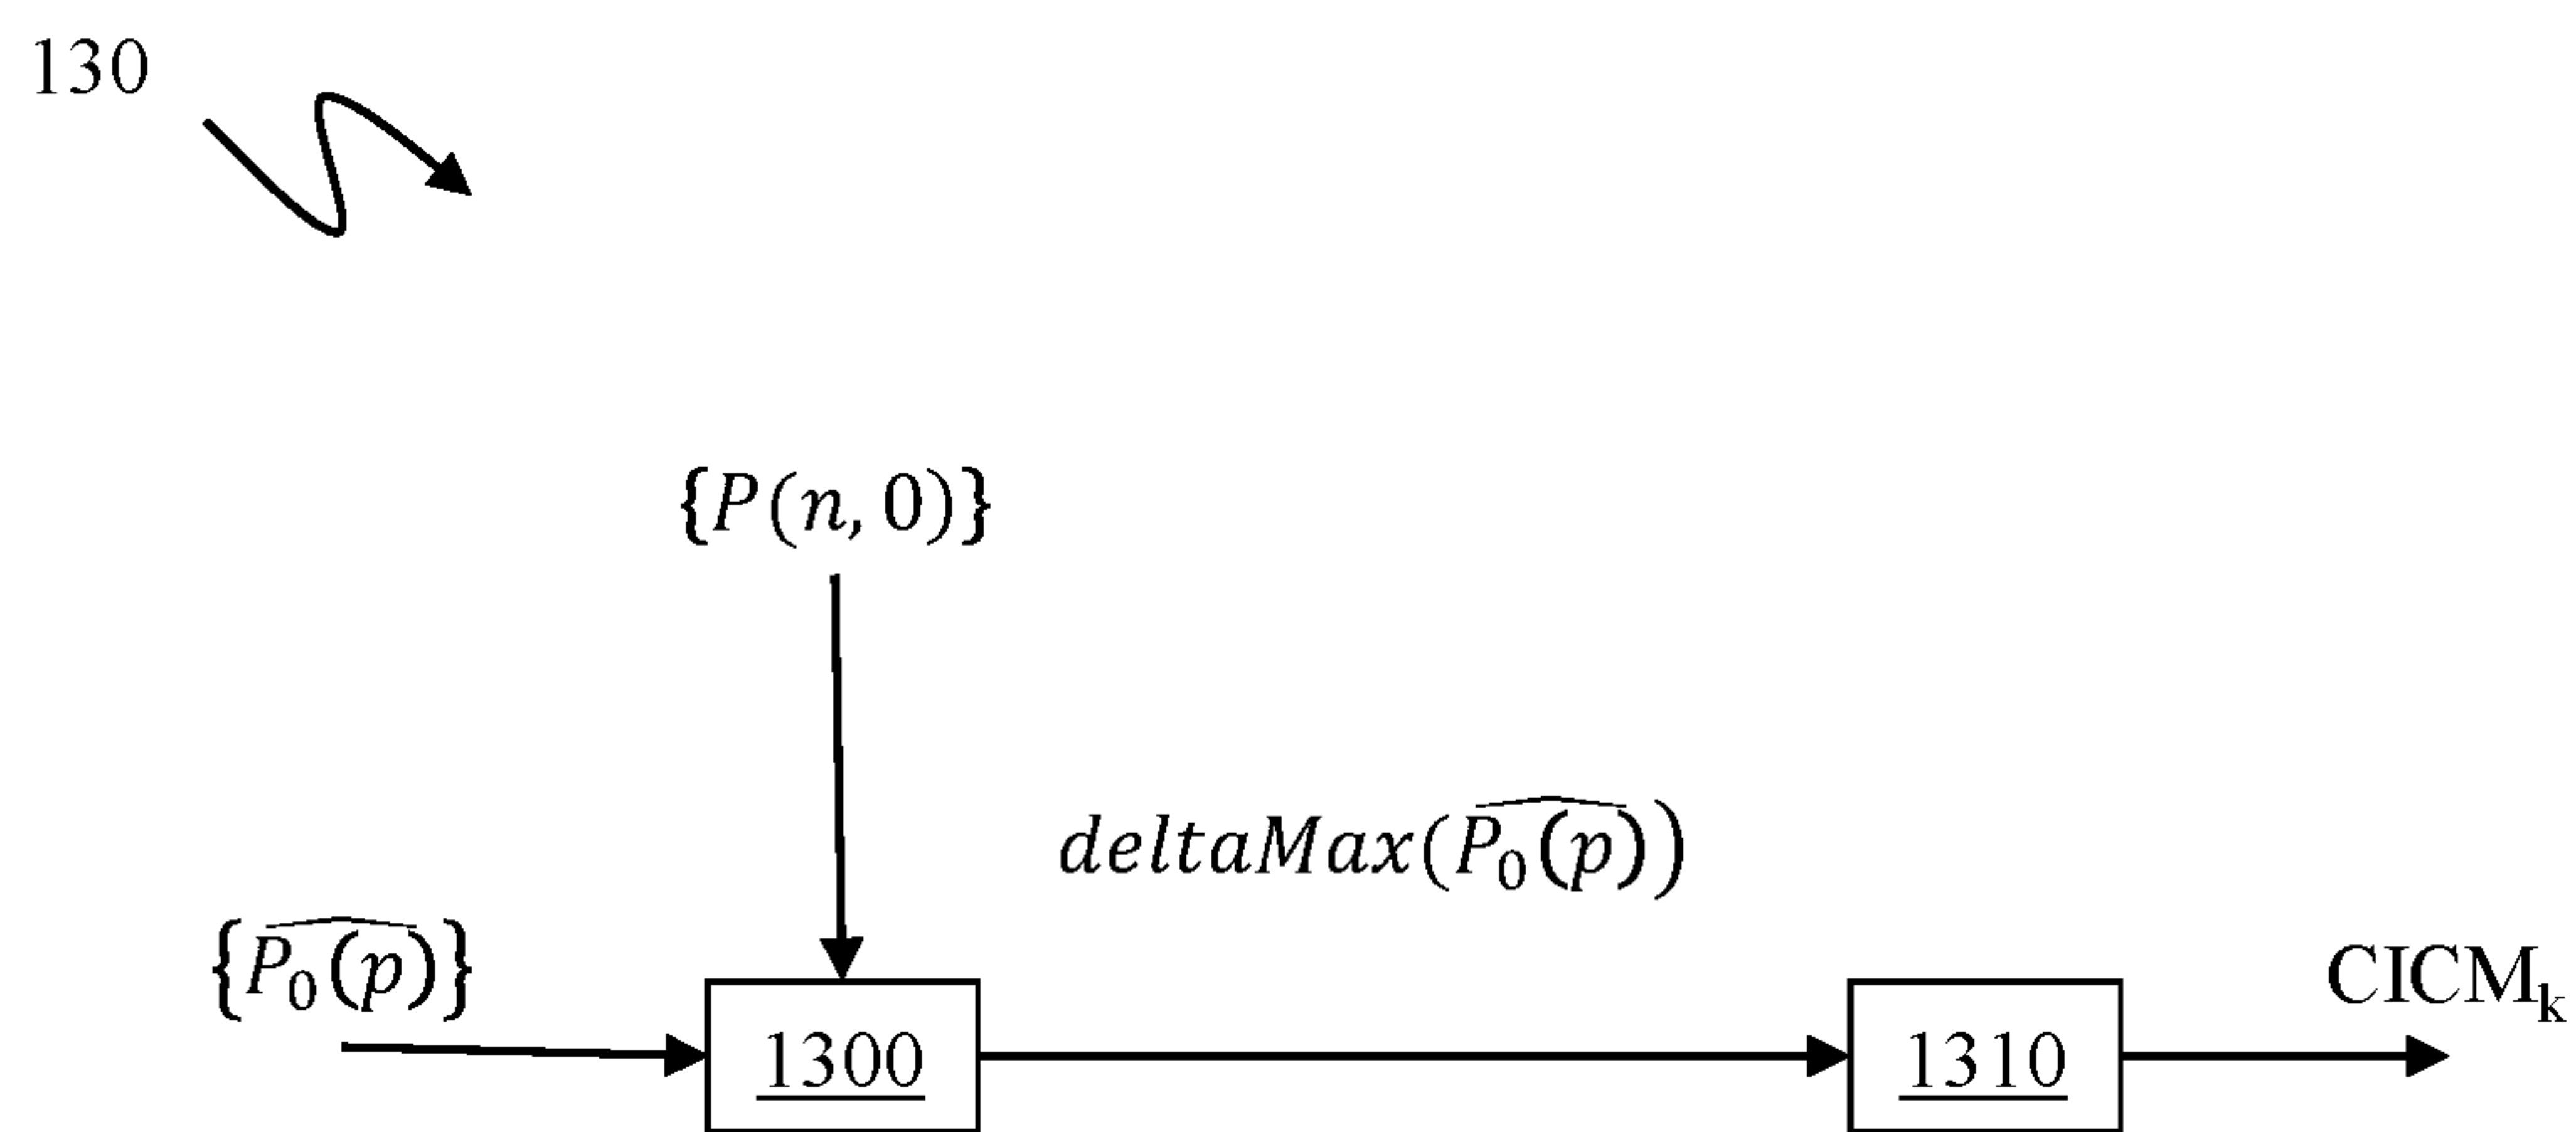 130
{P(n, 0)}
deltaMax(\widehat{P_0(p)})
{\widehat{P_0(p)}}
CICM_k
1300
1310